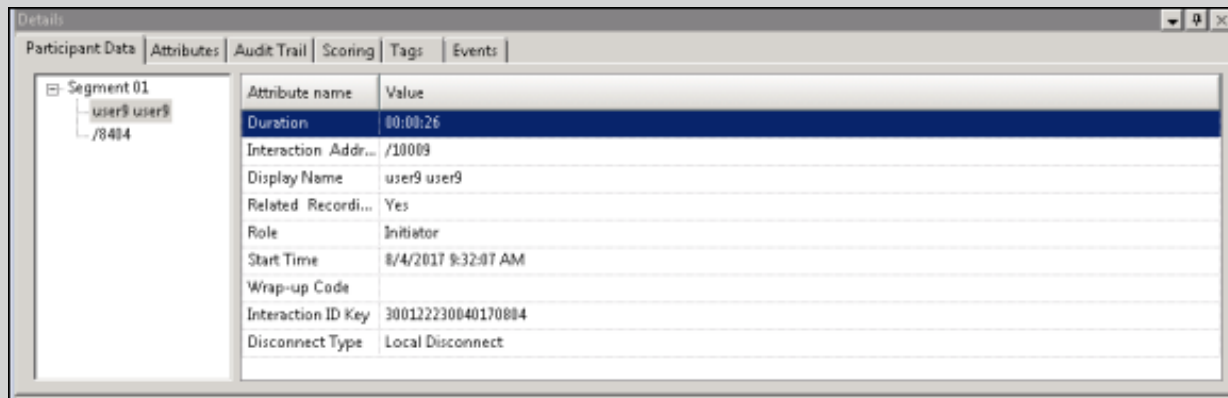 Details
Participant Data Attributes Audit Trail Scoring Tags Events
Segment 01
user9 user9
/8404
Attribute name Value
Duration 00:00:26
Interaction Addr... /10009
Display Name user9 user9
Related Recordi... Yes
Role Initiator
Start Time 8/4/2017 9:32:07 AM
Wrap-up Code
Interaction ID Key 300122230040170804
Disconnect Type Local Disconnect